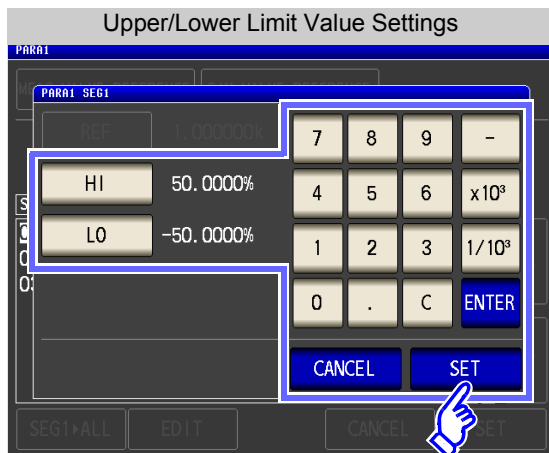 Upper/Lower Limit Value Settings
PARA1
PARA1 SEG1
REF 1.000000k
7 8 9 -
HI 50.0000%
4 5 6 x10³
LO -50.0000%
1 2 3 1/10³
0 . C ENTER
CANCEL SET
SEG1▸ALL EDIT CANCEL SET